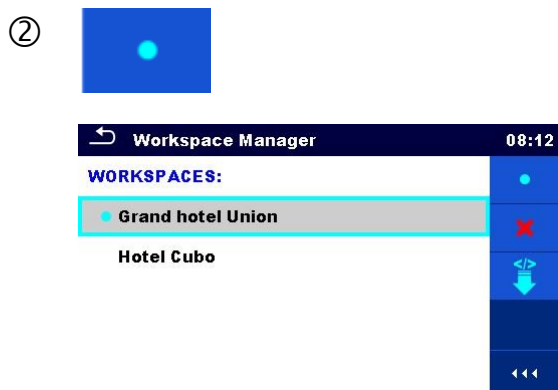 ②
Workspace Manager 08:12
WORKSPACES:
Grand hotel Union
Hotel Cubo
</>